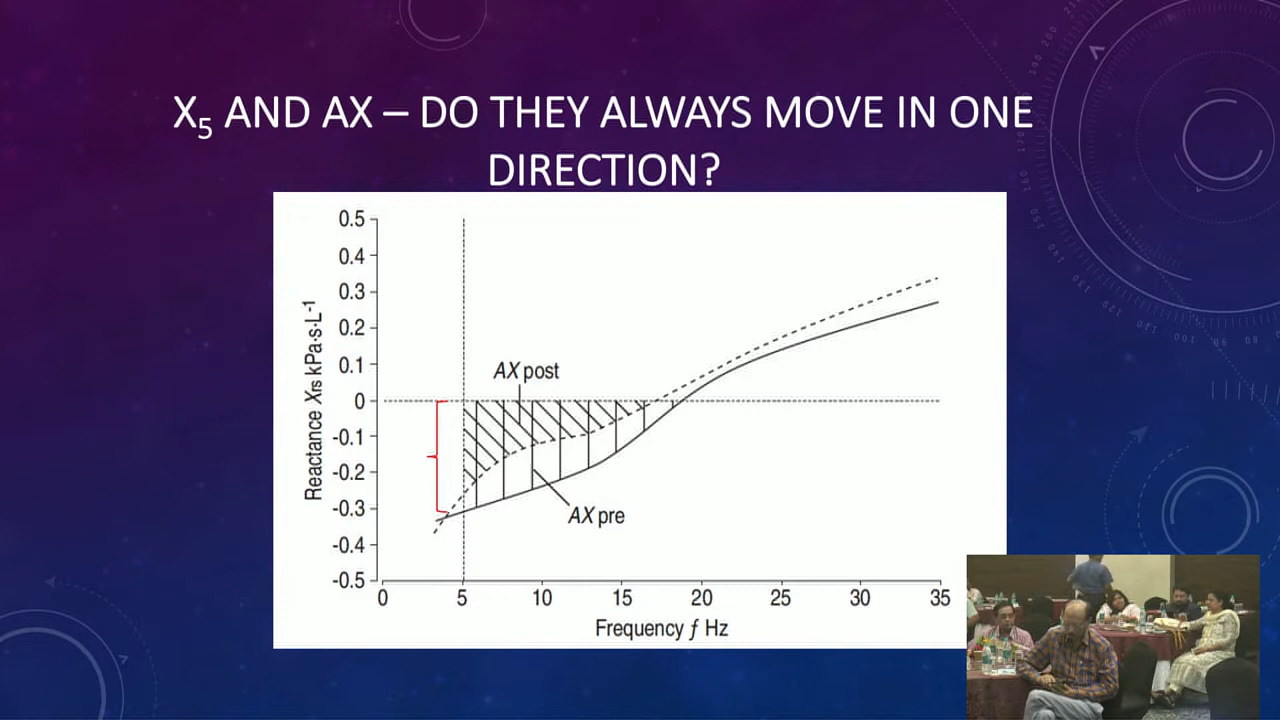 X5 AND AX – DO THEY ALWAYS MOVE IN ONE
DIRECTION?
0.5
0.4
0.3
0.2
0.1
0
-0.1
-0.2
-0.3
-0.4
-0.5
Reactance Xrs kPa·s·L-1
AX post
AX pre
0 5 10 15 20 25 30 35
Frequency ƒ Hz